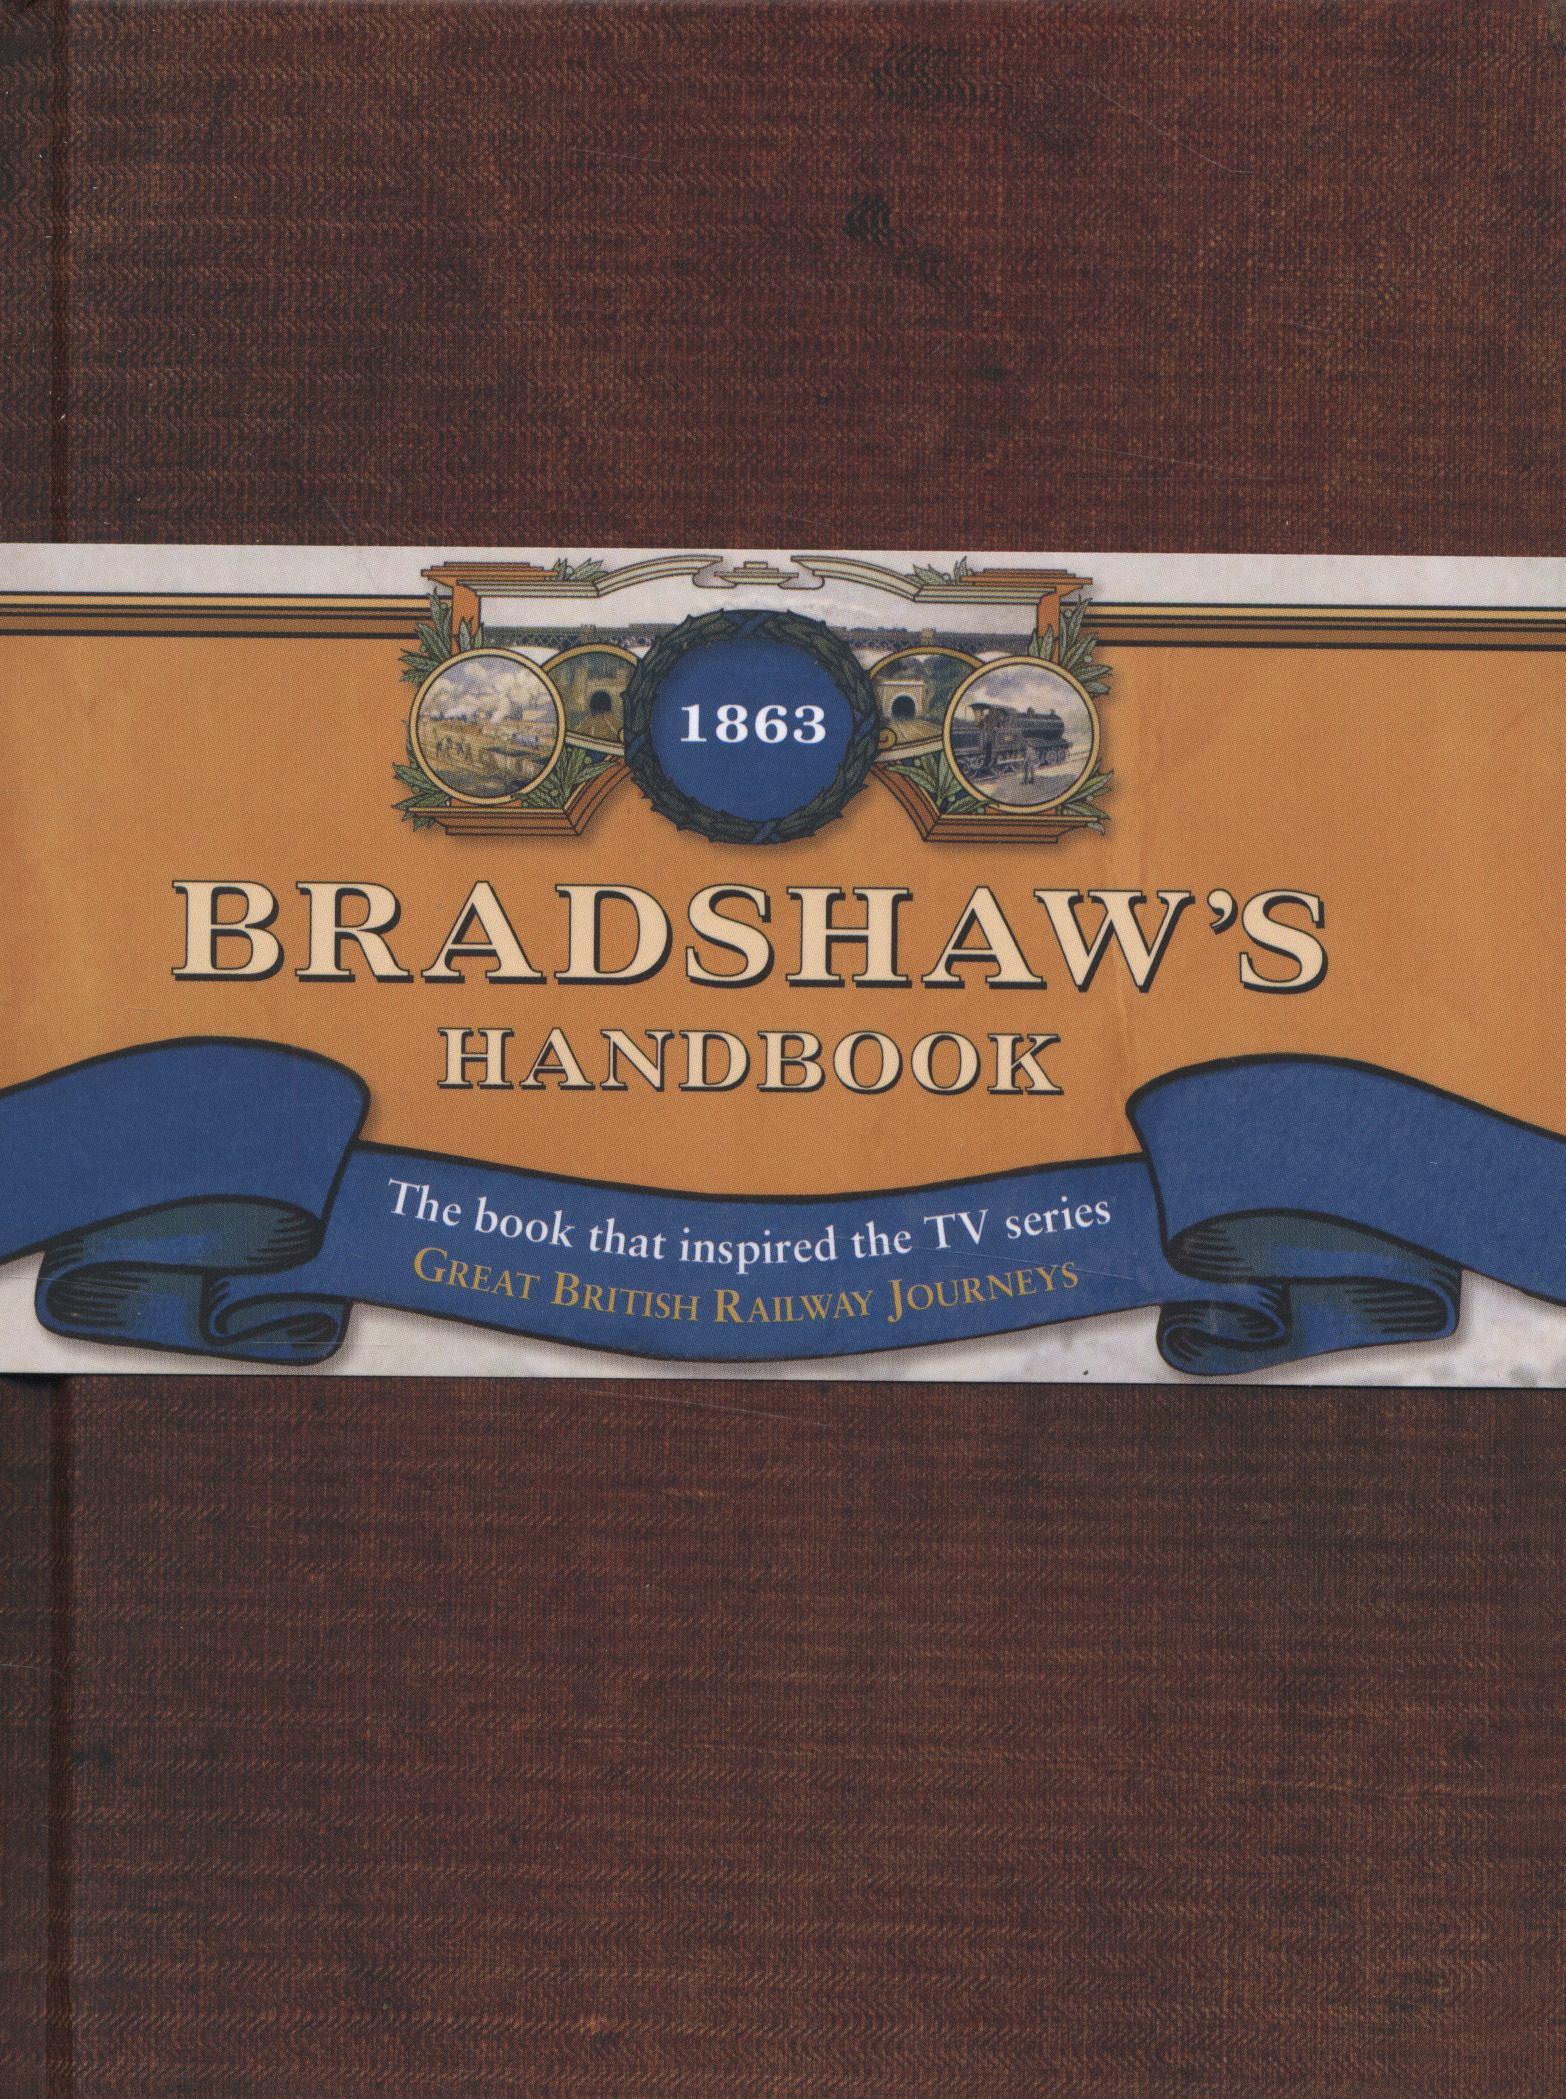 1863
BRADSHAW'S
HANDBOOK
The book that inspired the TV series
GREAT BRITISH RAILWAY JOURNEYS